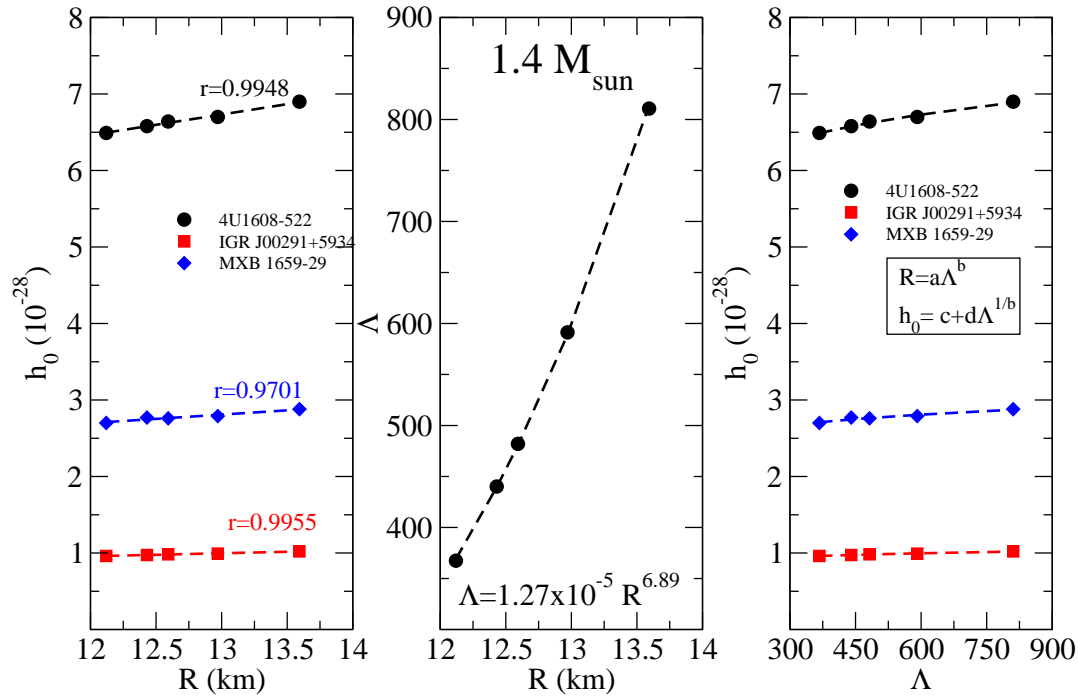 8
7
6
5
4
3
2
1
h₀ (10⁻²⁸)
r=0.9948
4U1608-522
IGR J00291+5934
MXB 1659-29
r=0.9701
r=0.9955
12
12.5
13
13.5
14
R (km)
900
800
700
600
500
400
Λ
1.4 Mₛᵤₙ
Λ=1.27x10⁻⁵ R⁶·⁸⁹
12
12.5
13
13.5
14
R (km)
8
7
6
5
4
3
2
1
h₀ (10⁻²⁸)
4U1608-522
IGR J00291+5934
MXB 1659-29
R=aΛᵇ
h₀= c+dΛ¹ᐟᵇ
300
450
600
750
900
Λ